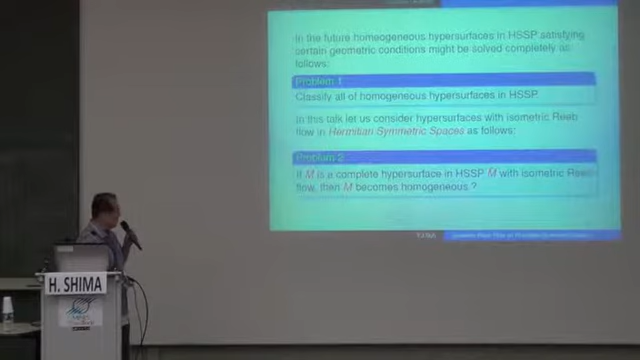 In the future homeogeneous hypersurfaces in HSSP satisfying
certain geometric conditions might be solved completely as
follows:
Problem 1
Classify all of homogeneous hypersurfaces in HSSP.
In this talk let us consider hypersurfaces with isometric Reeb
flow in Hermitian Symmetric Spaces as follows:
Problem 2
If M is a complete hypersurface in HSSP M with isometric Reeb
flow, then M becomes homogeneous ?
H. SHIMA